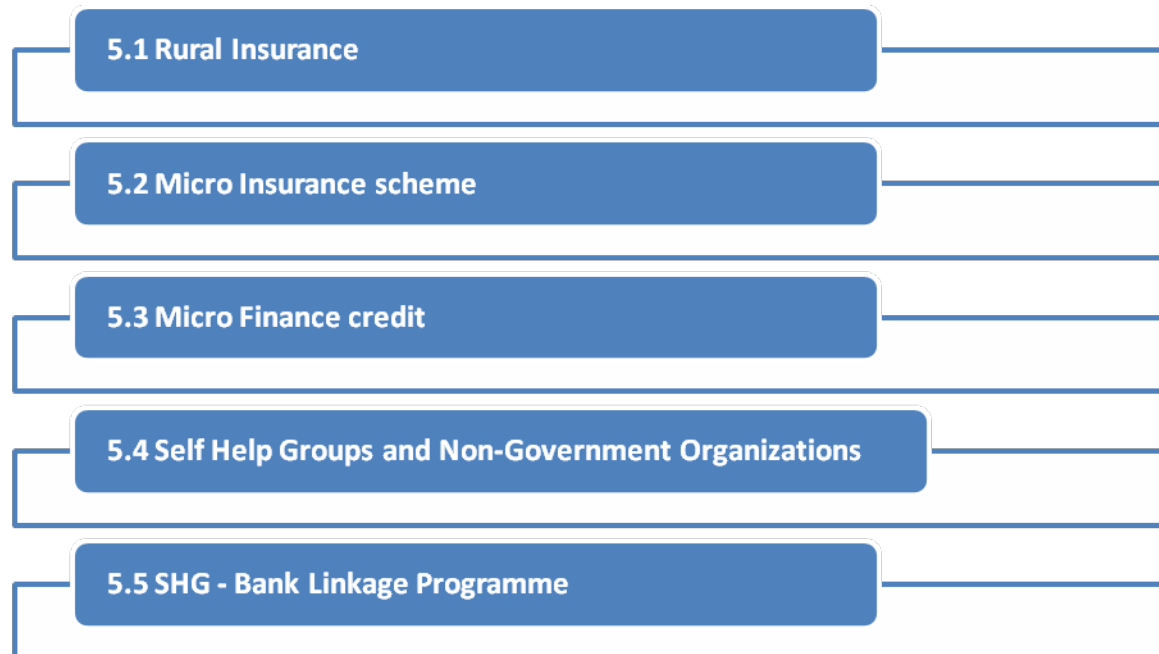 5.1 Rural Insurance
5.2 Micro Insurance scheme
5.3 Micro Finance credit
5.4 Self Help Groups and Non-Government Organizations
5.5 SHG - Bank Linkage Programme